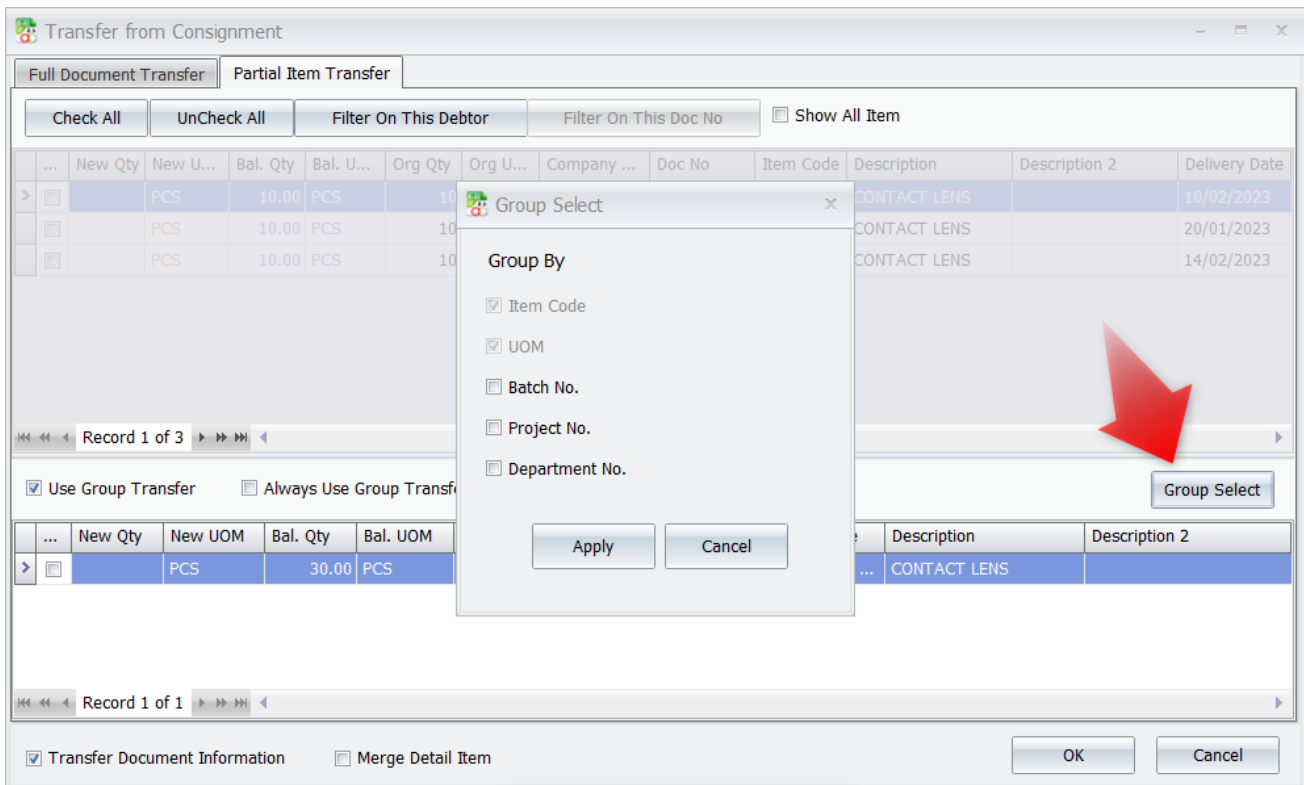 Transfer from Consignment
Full Document Transfer Partial Item Transfer
Check All UnCheck All Filter On This Debtor Filter On This Doc No Show All Item
... New Qty New U... Bal. Qty Bal. U... Org Qty Org U... Company ... Doc No Item Code Description Description 2 Delivery Date
PCS 10.00 PCS 10 CONTACT LENS 10/02/2023
PCS 10.00 PCS 10 CONTACT LENS 20/01/2023
PCS 10.00 PCS 10 CONTACT LENS 14/02/2023
Group Select
Group By
Item Code
UOM
Batch No.
Project No.
Department No.
Apply Cancel
Record 1 of 3
Use Group Transfer Always Use Group Transf Group Select
... New Qty New UOM Bal. Qty Bal. UOM Description Description 2
PCS 30.00 PCS ... CONTACT LENS
Record 1 of 1
Transfer Document Information Merge Detail Item OK Cancel